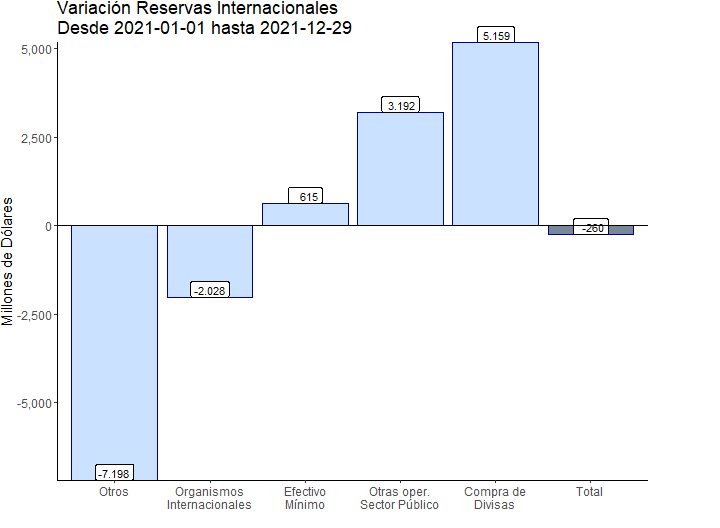 Variación Reservas Internacionales
Desde 2021-01-01 hasta 2021-12-29
Millones de Dólares
5,000
2,500
0
-2,500
-5,000
-7.198
-2.028
615
3.192
5.159
-260
Otros
Organismos
Internacionales
Efectivo
Mínimo
Otras oper.
Sector Público
Compra de
Divisas
Total